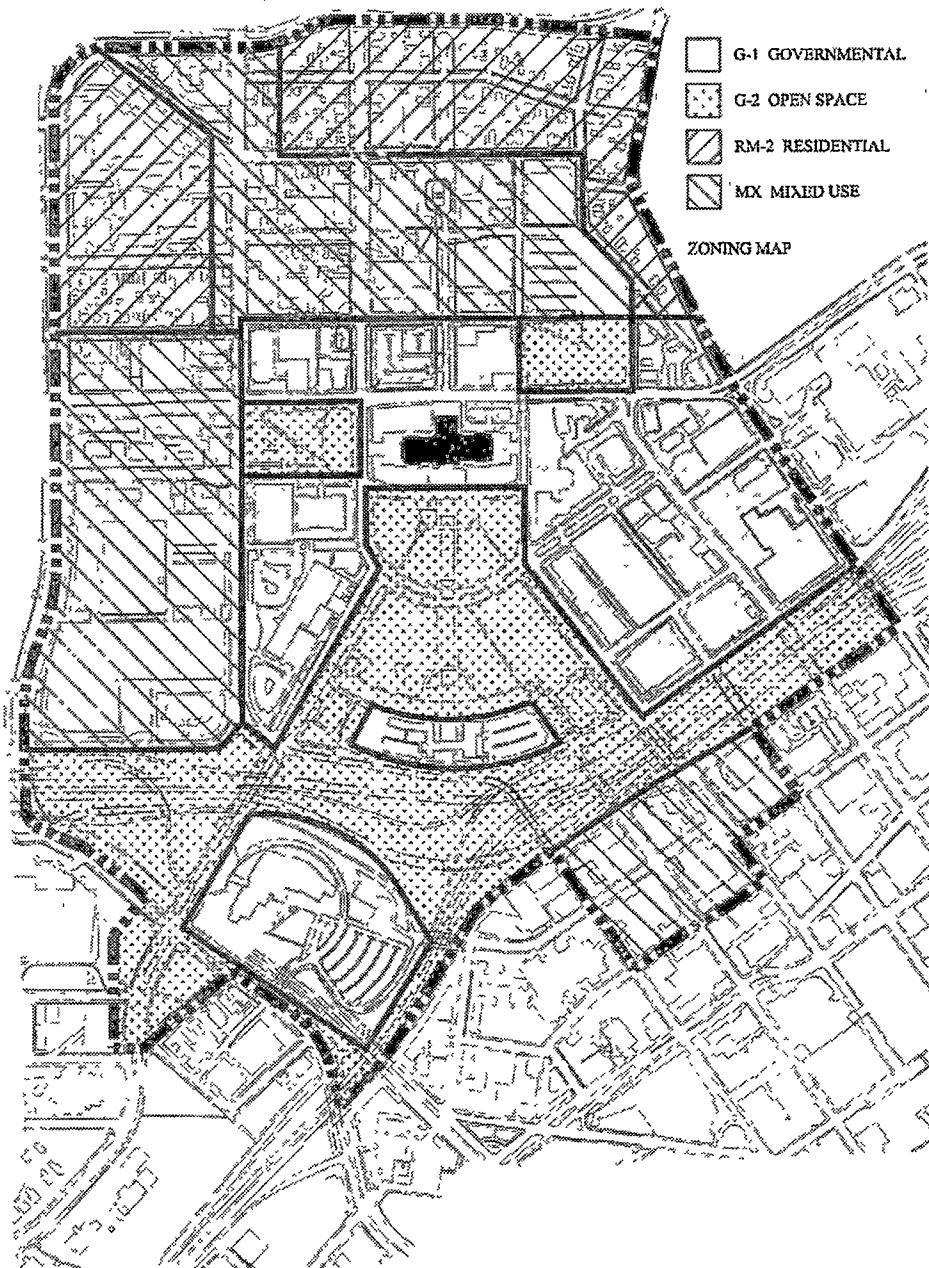 G-1 GOVERNMENTAL
G-2 OPEN SPACE
RM-2 RESIDENTIAL
MX MIXED USE
ZONING MAP